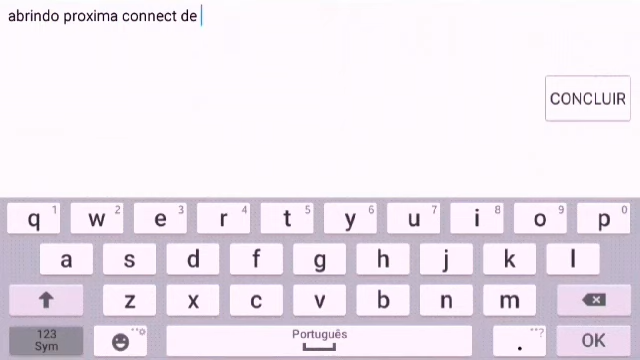 abrindo proxima connect de
CONCLUIR
q 1 w 2 e 3 r 4 t 5 y 6 u 7 i 8 o 9 p 0
a s d f g h j k l
z x c v b n m
123 Sym Português . ,? OK